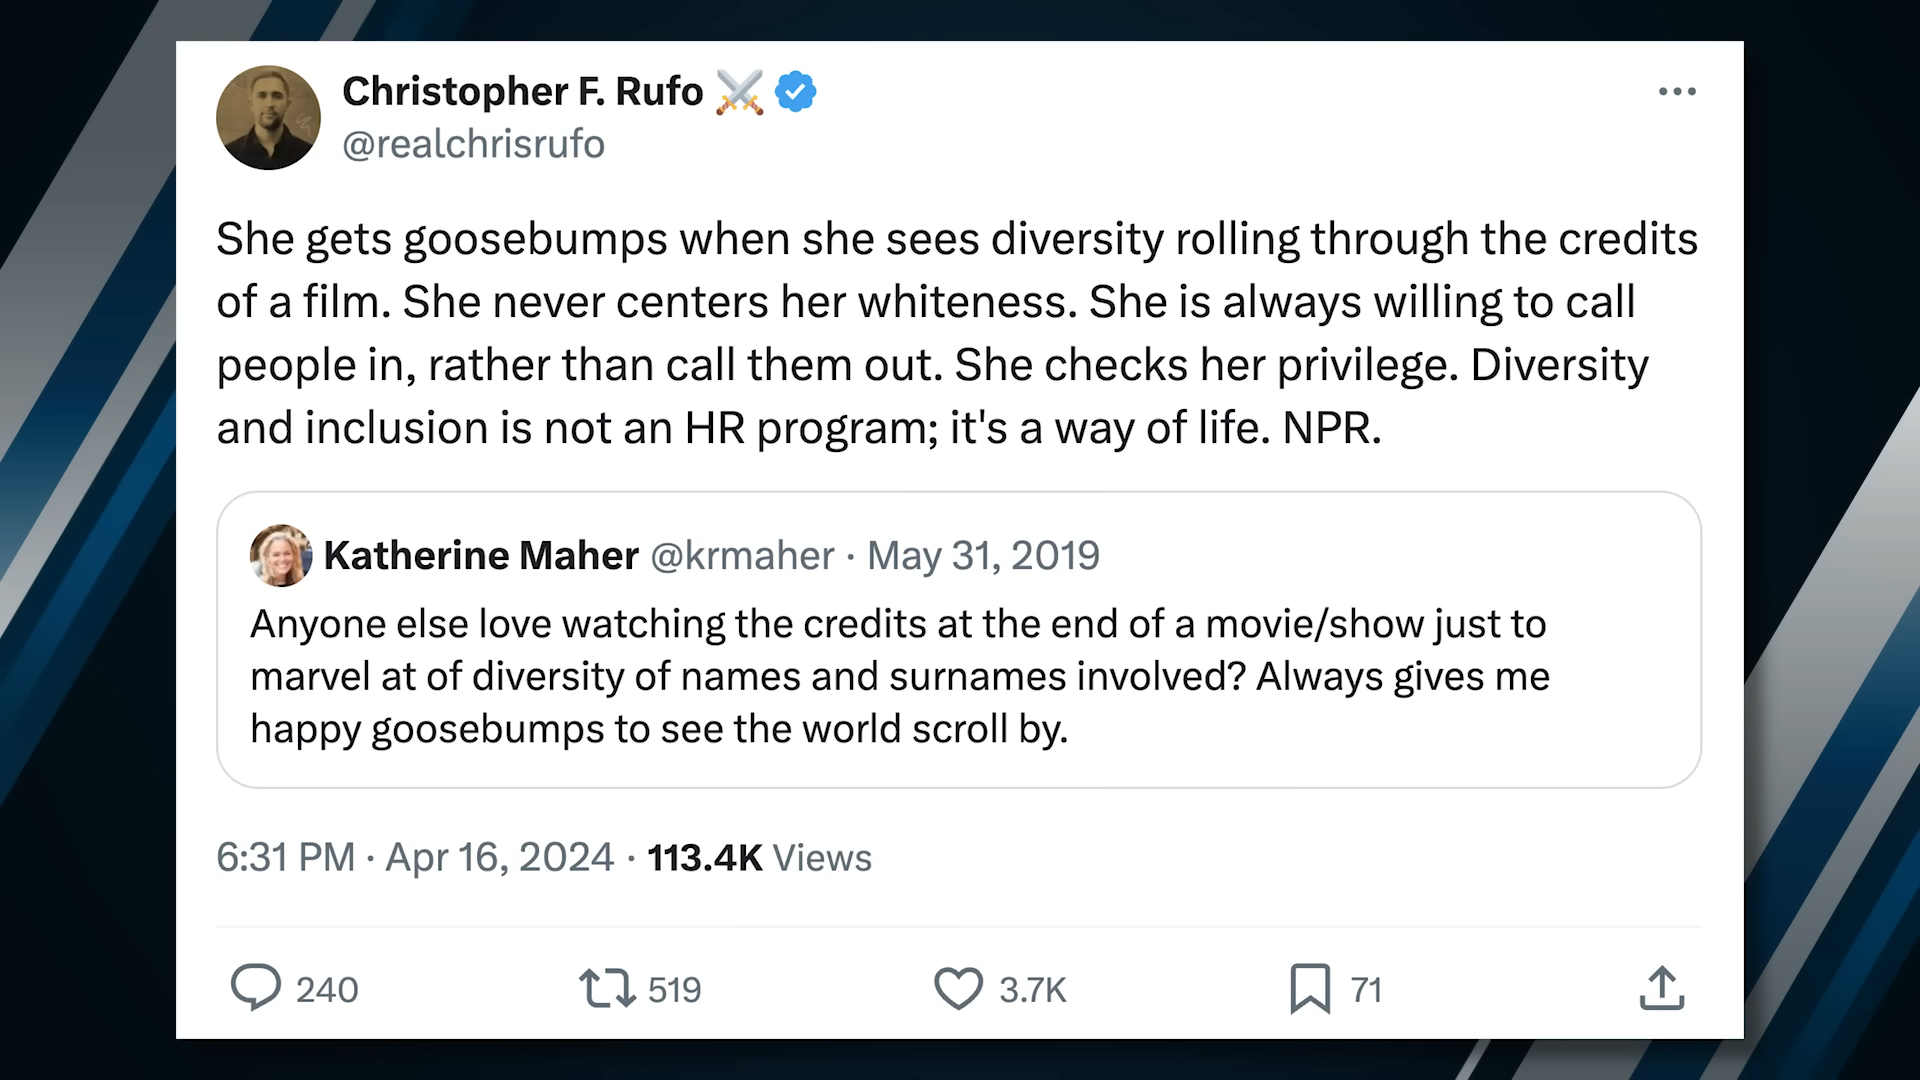 Christopher F. Rufo ⚔️
@realchrisrufo
She gets goosebumps when she sees diversity rolling through the credits
of a film. She never centers her whiteness. She is always willing to call
people in, rather than call them out. She checks her privilege. Diversity
and inclusion is not an HR program; it's a way of life. NPR.
Katherine Maher @krmaher · May 31, 2019
Anyone else love watching the credits at the end of a movie/show just to
marvel at of diversity of names and surnames involved? Always gives me
happy goosebumps to see the world scroll by.
6:31 PM · Apr 16, 2024 · 113.4K Views
240 519 3.7K 71